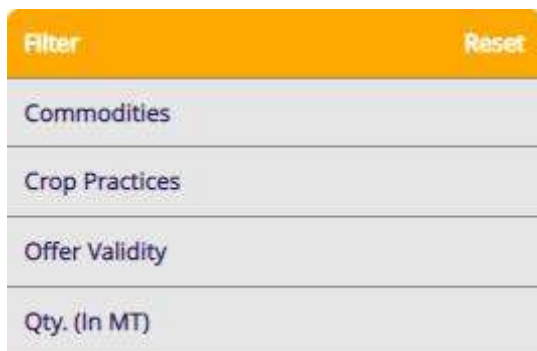 Filter Reset
Commodities
Crop Practices
Offer Validity
Qty. (In MT)